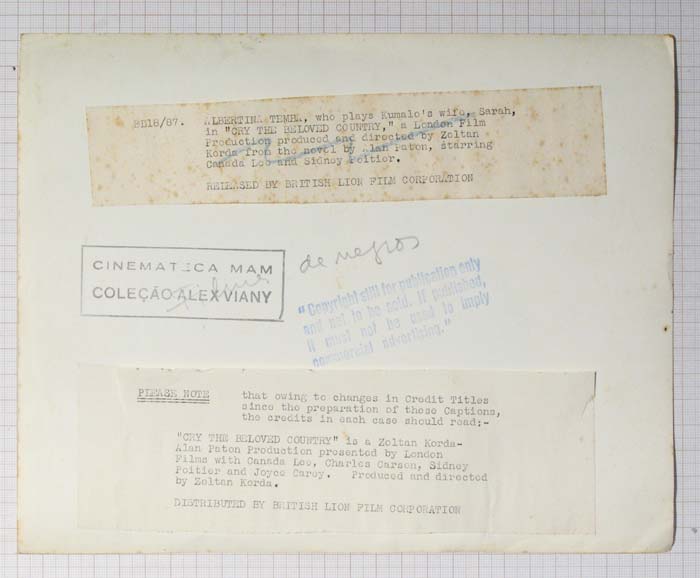 BB18/87. ALBERTINA TEMBA, who plays Kumalo's wife, Sarah,
in "CRY THE BELOVED COUNTRY," a London Film
Production produced and directed by Zoltan
Korda from the novel by Alan Paton, starring
Canada Lee and Sidney Poitier.
RELEASED BY BRITISH LION FILM CORPORATION
CINEMATECA MAM
COLEÇÃO ALEX VIANY
de negros
"Copyright still for publication only
and not to be sold. If published,
it must not be used to imply
commercial advertising."
PLEASE NOTE that owing to changes in Credit Titles
since the preparation of these Captions,
the credits in each case should read:-
"CRY THE BELOVED COUNTRY" is a Zoltan Korda-
Alan Paton Production presented by London
Films with Canada Lee, Charles Carson, Sidney
Poitier and Joyce Carey. Produced and directed
by Zoltan Korda.
DISTRIBUTED BY BRITISH LION FILM CORPORATION